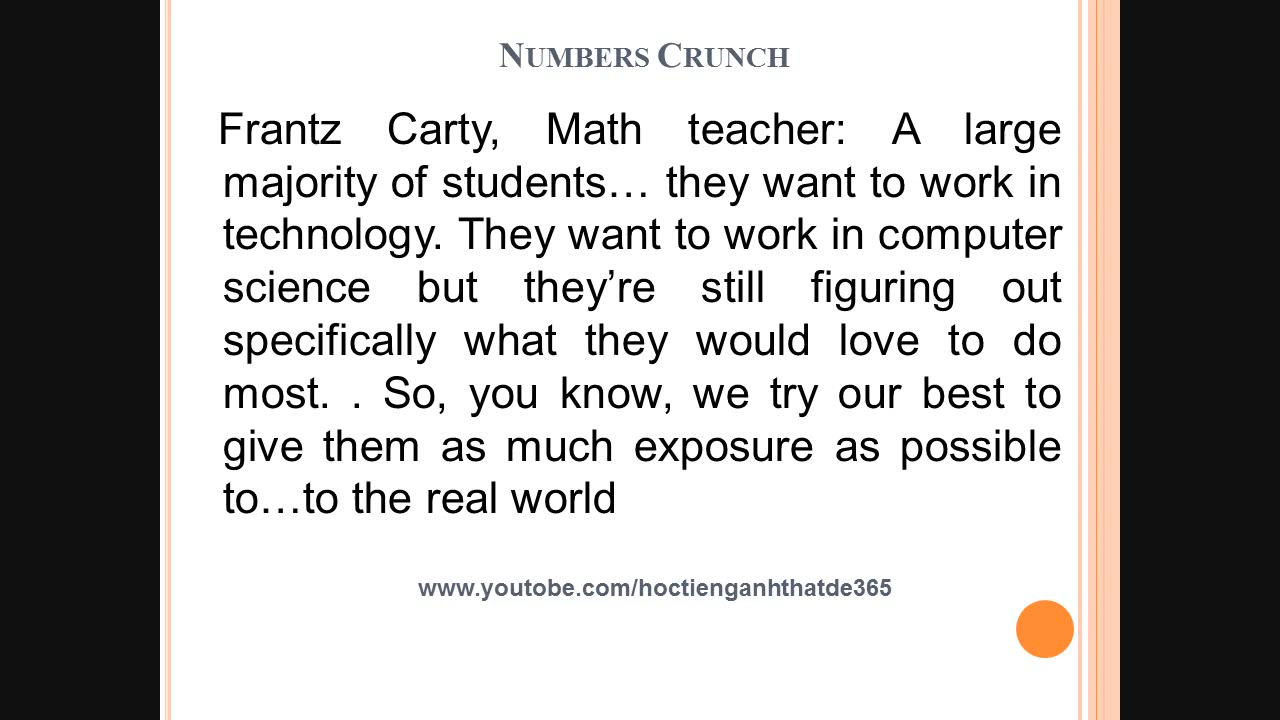 NUMBERS CRUNCH
Frantz Carty, Math teacher: A large
majority of students… they want to work in
technology. They want to work in computer
science but they’re still figuring out
specifically what they would love to do
most. . So, you know, we try our best to
give them as much exposure as possible
to…to the real world
www.youtobe.com/hoctienganhthatde365